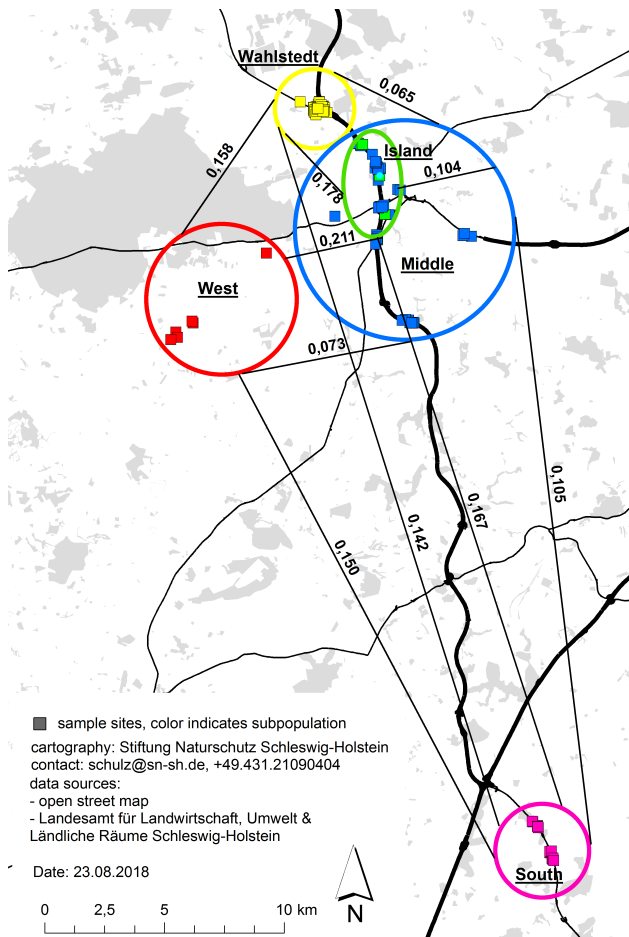 Wahlstedt
0,065
Island
0,104
0,158
0,178
0,211
Middle
West
0,073
0,105
0,167
0,142
0,150
sample sites, color indicates subpopulation
cartography: Stiftung Naturschutz Schleswig-Holstein
contact: schulz@sn-sh.de, +49.431.21090404
data sources:
- open street map
- Landesamt für Landwirtschaft, Umwelt &
Ländliche Räume Schleswig-Holstein
Date: 23.08.2018
South
0 2,5 5 10 km
N